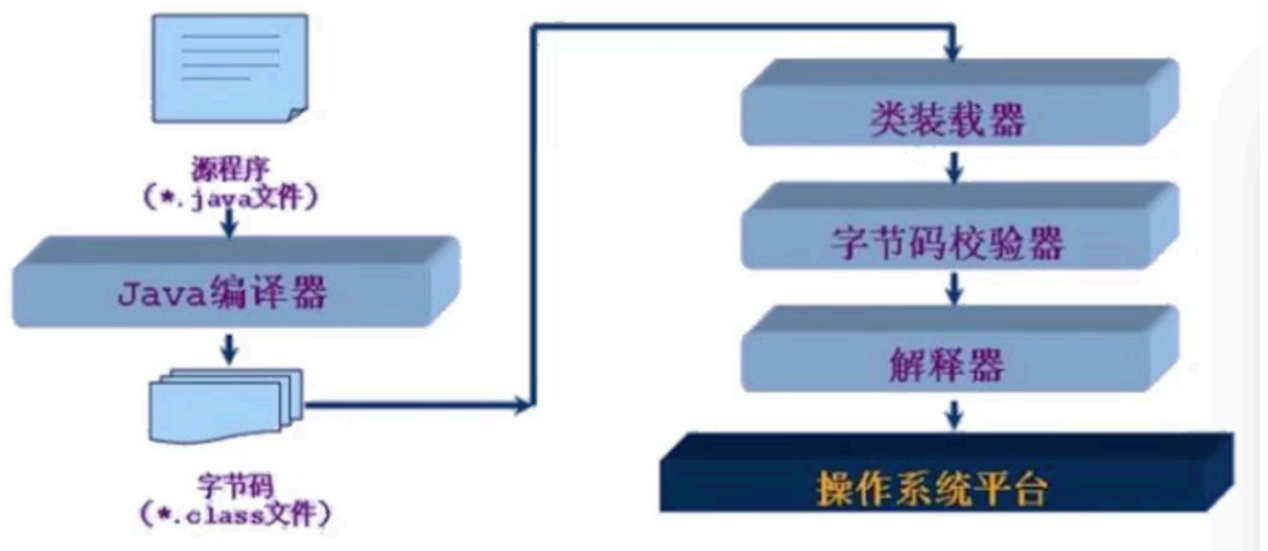 源程序
(*.java文件)
Java编译器
字节码
(*.class文件)
类装载器
字节码校验器
解释器
操作系统平台